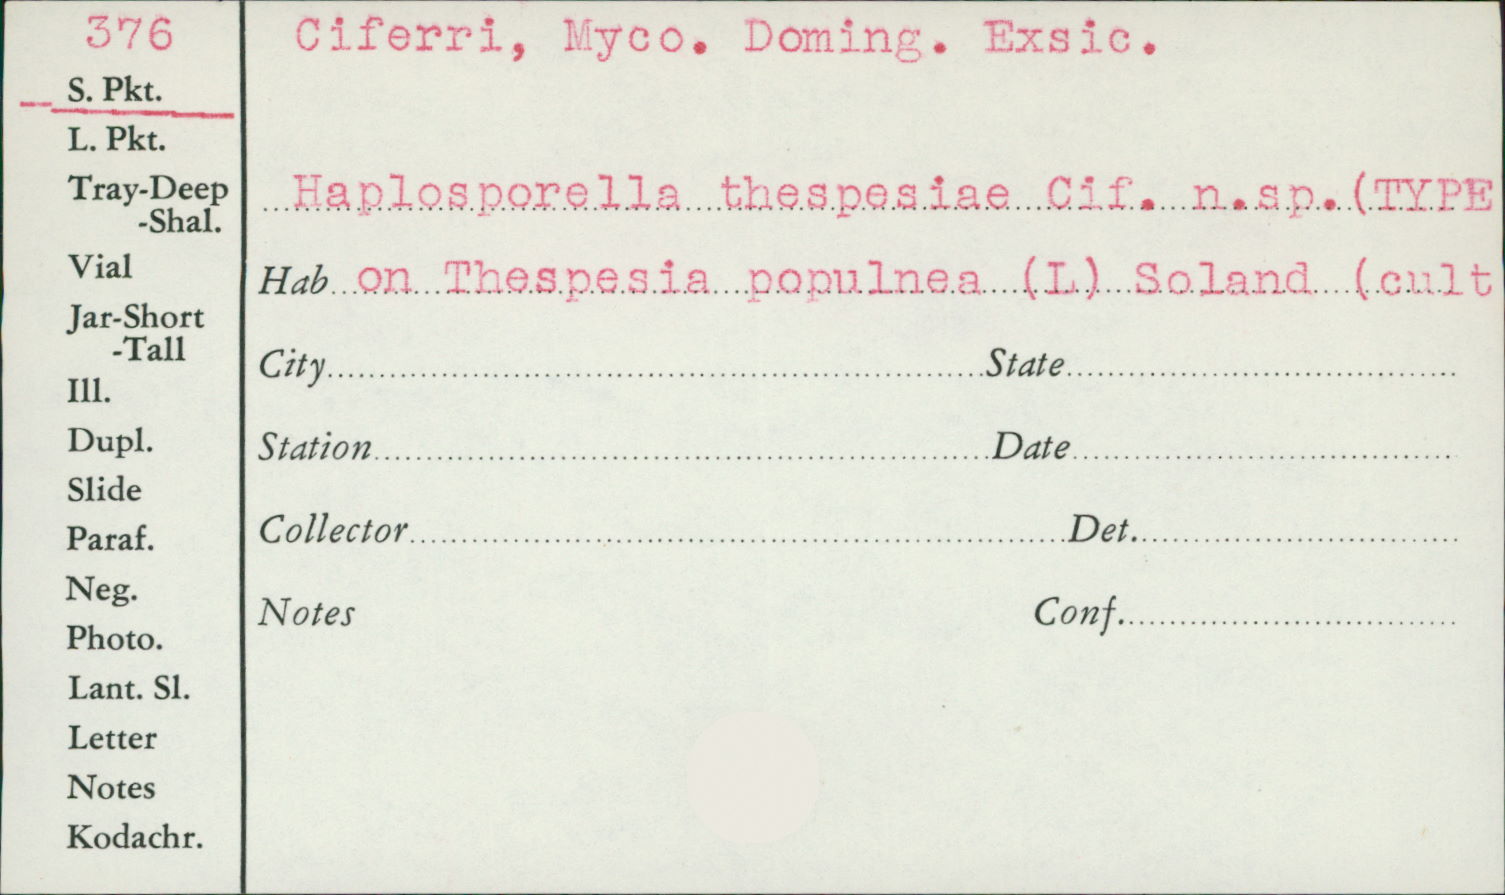 376
Ciferri, Myco. Doming. Exsic.
S. Pkt.
L. Pkt.
Tray-Deep
-Shal.
Vial
Jar-Short
-Tall
Ill.
Dupl.
Slide
Paraf.
Neg.
Photo.
Lant. Sl.
Letter
Notes
Kodachr.
Haplosporella thespesiae Cif. n.sp.(TYPE
Hab on Thespesia populnea (L) Soland (cult
City State
Station Date
Collector Det.
Notes Conf.